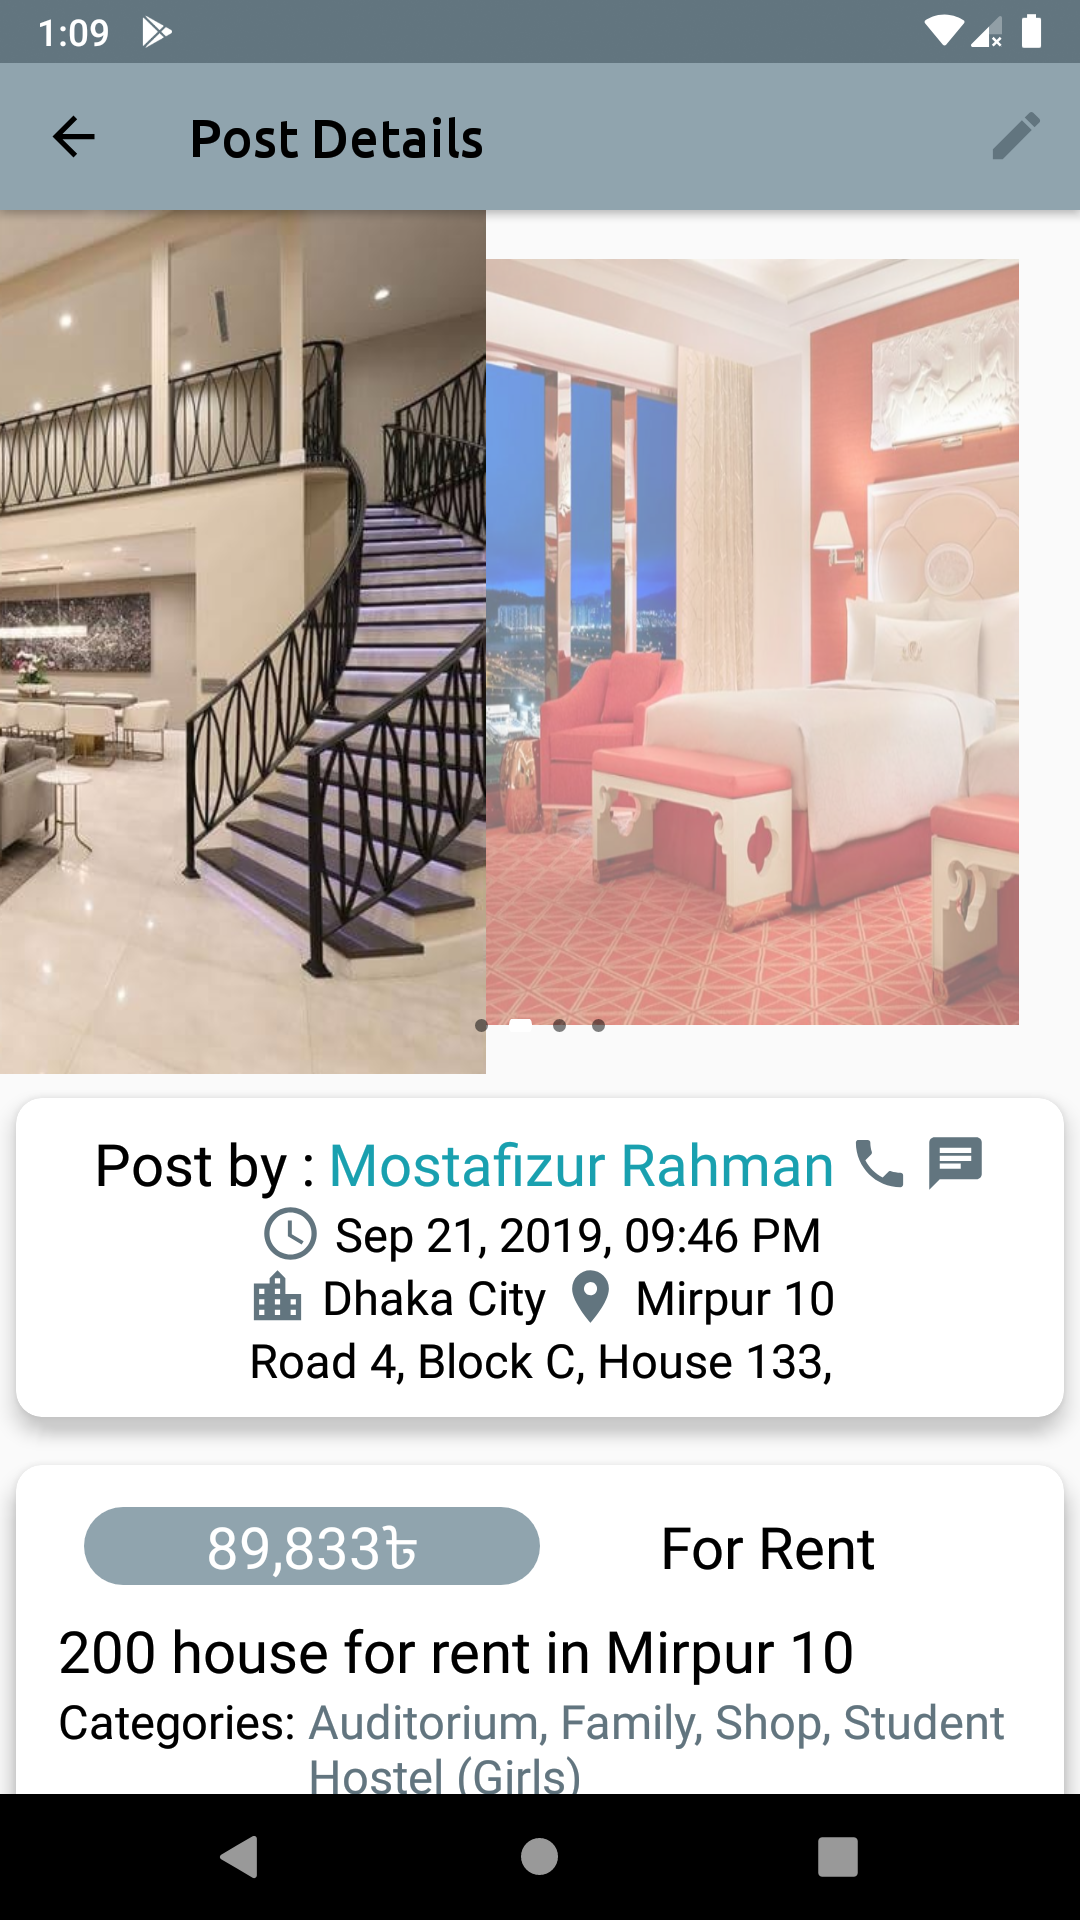 1:09
Post Details
Post by : Mostafizur Rahman
Sep 21, 2019, 09:46 PM
Dhaka City Mirpur 10
Road 4, Block C, House 133,
89,833৳ For Rent
200 house for rent in Mirpur 10
Categories: Auditorium, Family, Shop, Student
Hostel (Girls)